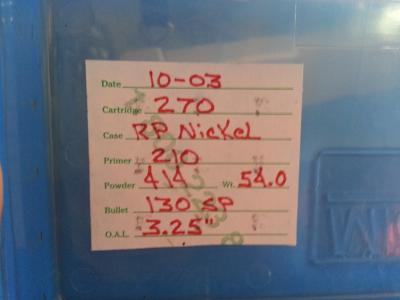 Date 10-03
Cartridge 270
Case RP Nickel
Primer 210
Powder 414 Wt. 54.0
Bullet 130 SP
O.A.L. 3.25"